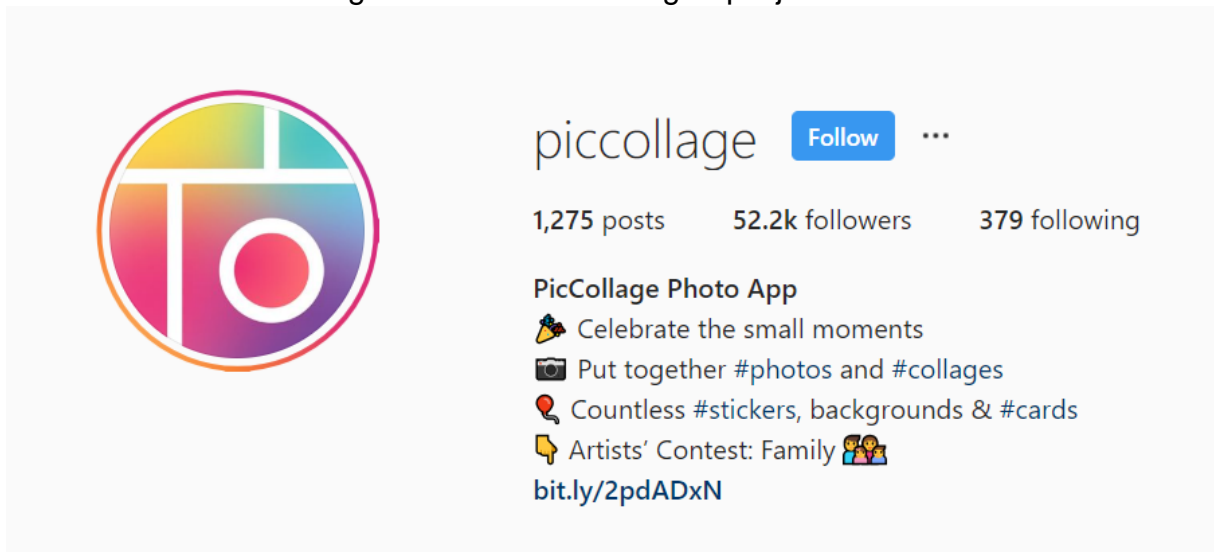 piccollage Follow ...
1,275 posts 52.2k followers 379 following
PicCollage Photo App
🎉 Celebrate the small moments
📷 Put together #photos and #collages
🎈 Countless #stickers, backgrounds & #cards
👇 Artists’ Contest: Family 👨‍👩‍👧‍👦
bit.ly/2pdADxN